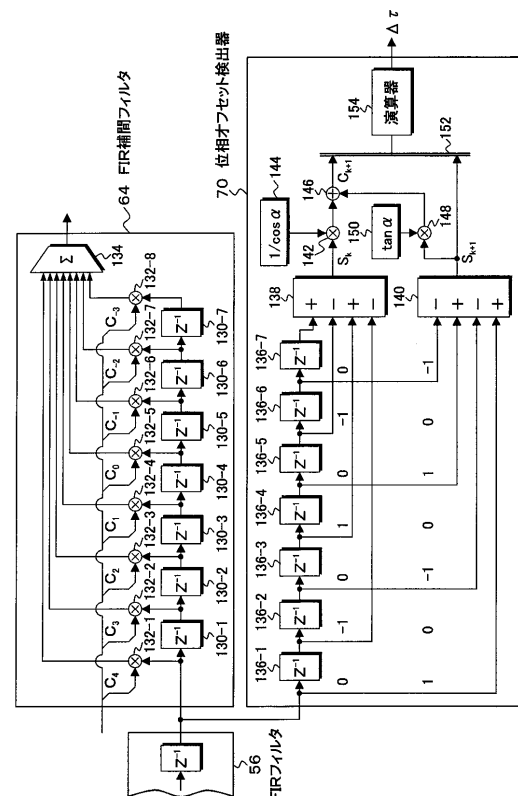 64 FIR補間フィルタ
Σ
134
C4
C3
C2
C1
C0
C-1
C-2
C-3
132-1
132-2
132-3
132-4
132-5
132-6
132-7
132-8
Z-1
Z-1
Z-1
Z-1
Z-1
Z-1
Z-1
130-1
130-2
130-3
130-4
130-5
130-6
130-7
Z-1
56
FIRフィルタ
70 位相オフセット検出器
136-1
136-2
136-3
136-4
136-5
136-6
136-7
Z-1
Z-1
Z-1
Z-1
Z-1
Z-1
Z-1
0
-1
0
1
0
-1
0
1
0
-1
0
1
0
-1
138
+
-
+
-
140
-
+
-
+
144
1/cosα
142
Sk
146
Ck+1
150
tanα
148
Sk+1
152
154
演算器
Δτ